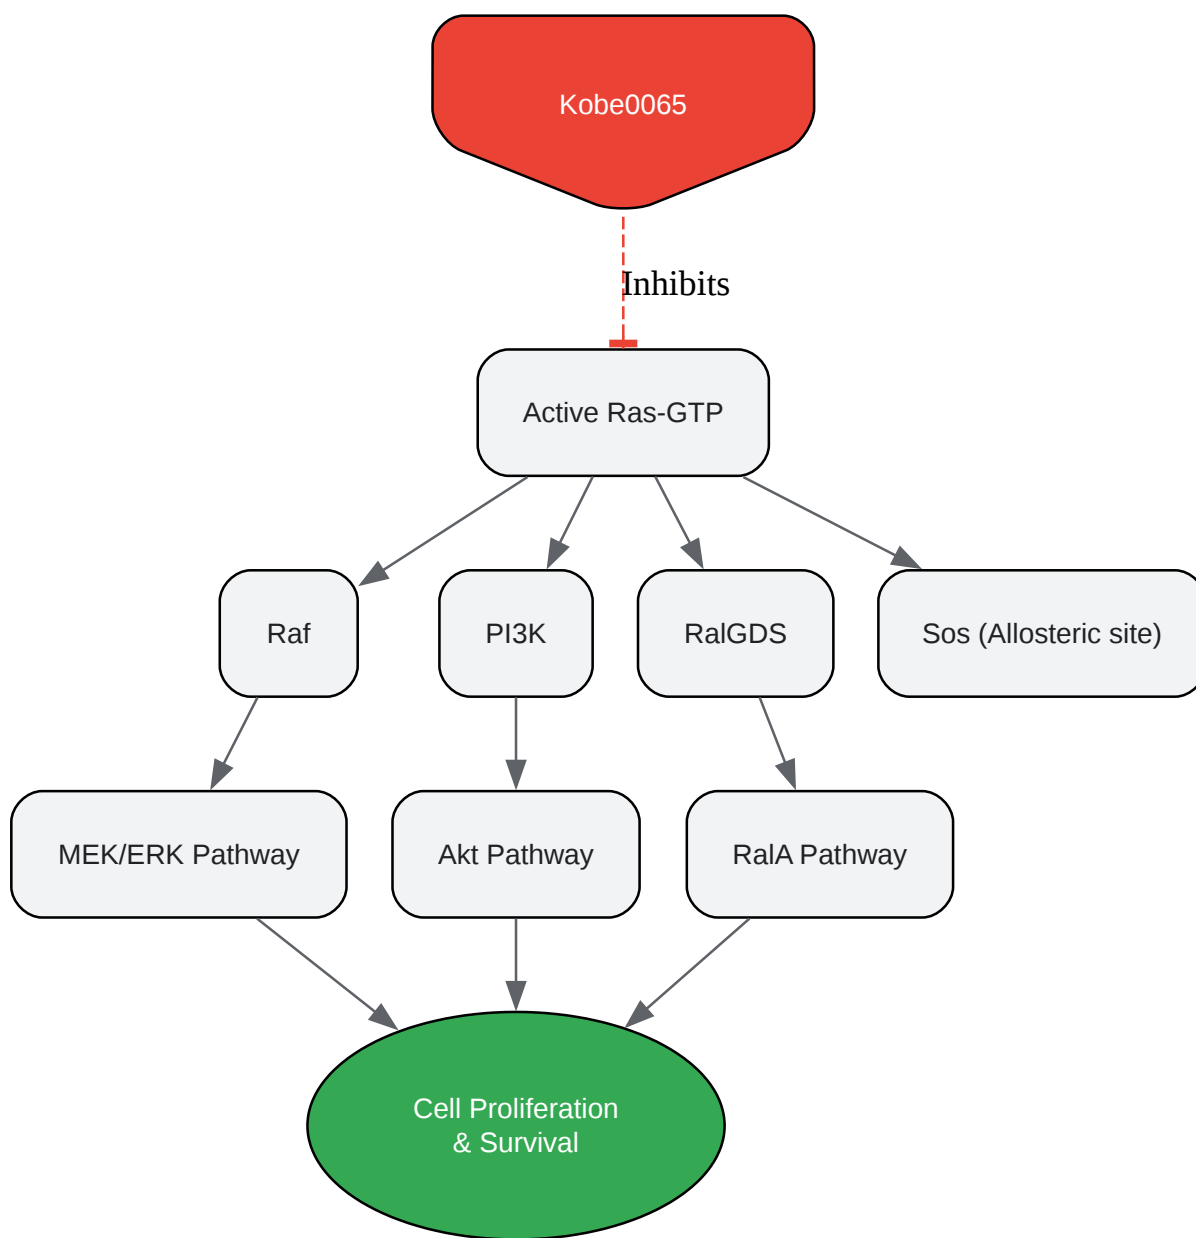 Kobe0065
Inhibits
Active Ras-GTP
Raf
PI3K
RalGDS
Sos (Allosteric site)
MEK/ERK Pathway
Akt Pathway
RalA Pathway
Cell Proliferation
& Survival